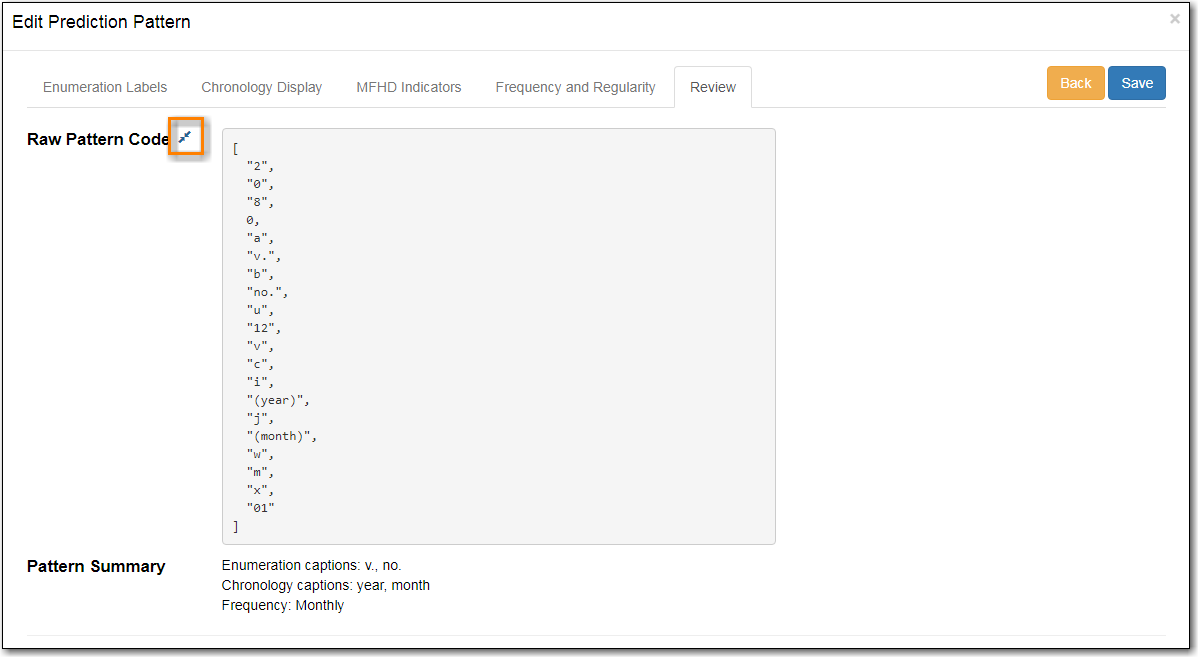 Edit Prediction Pattern ×
Enumeration Labels Chronology Display MFHD Indicators Frequency and Regularity Review Back Save
Raw Pattern Code
[
"2",
"0",
"8",
0,
"a",
"v.",
"b",
"no.",
"u",
"12",
"v",
"c",
"i",
"(year)",
"j",
"(month)",
"w",
"m",
"x",
"01"
]
Pattern Summary
Enumeration captions: v., no.
Chronology captions: year, month
Frequency: Monthly